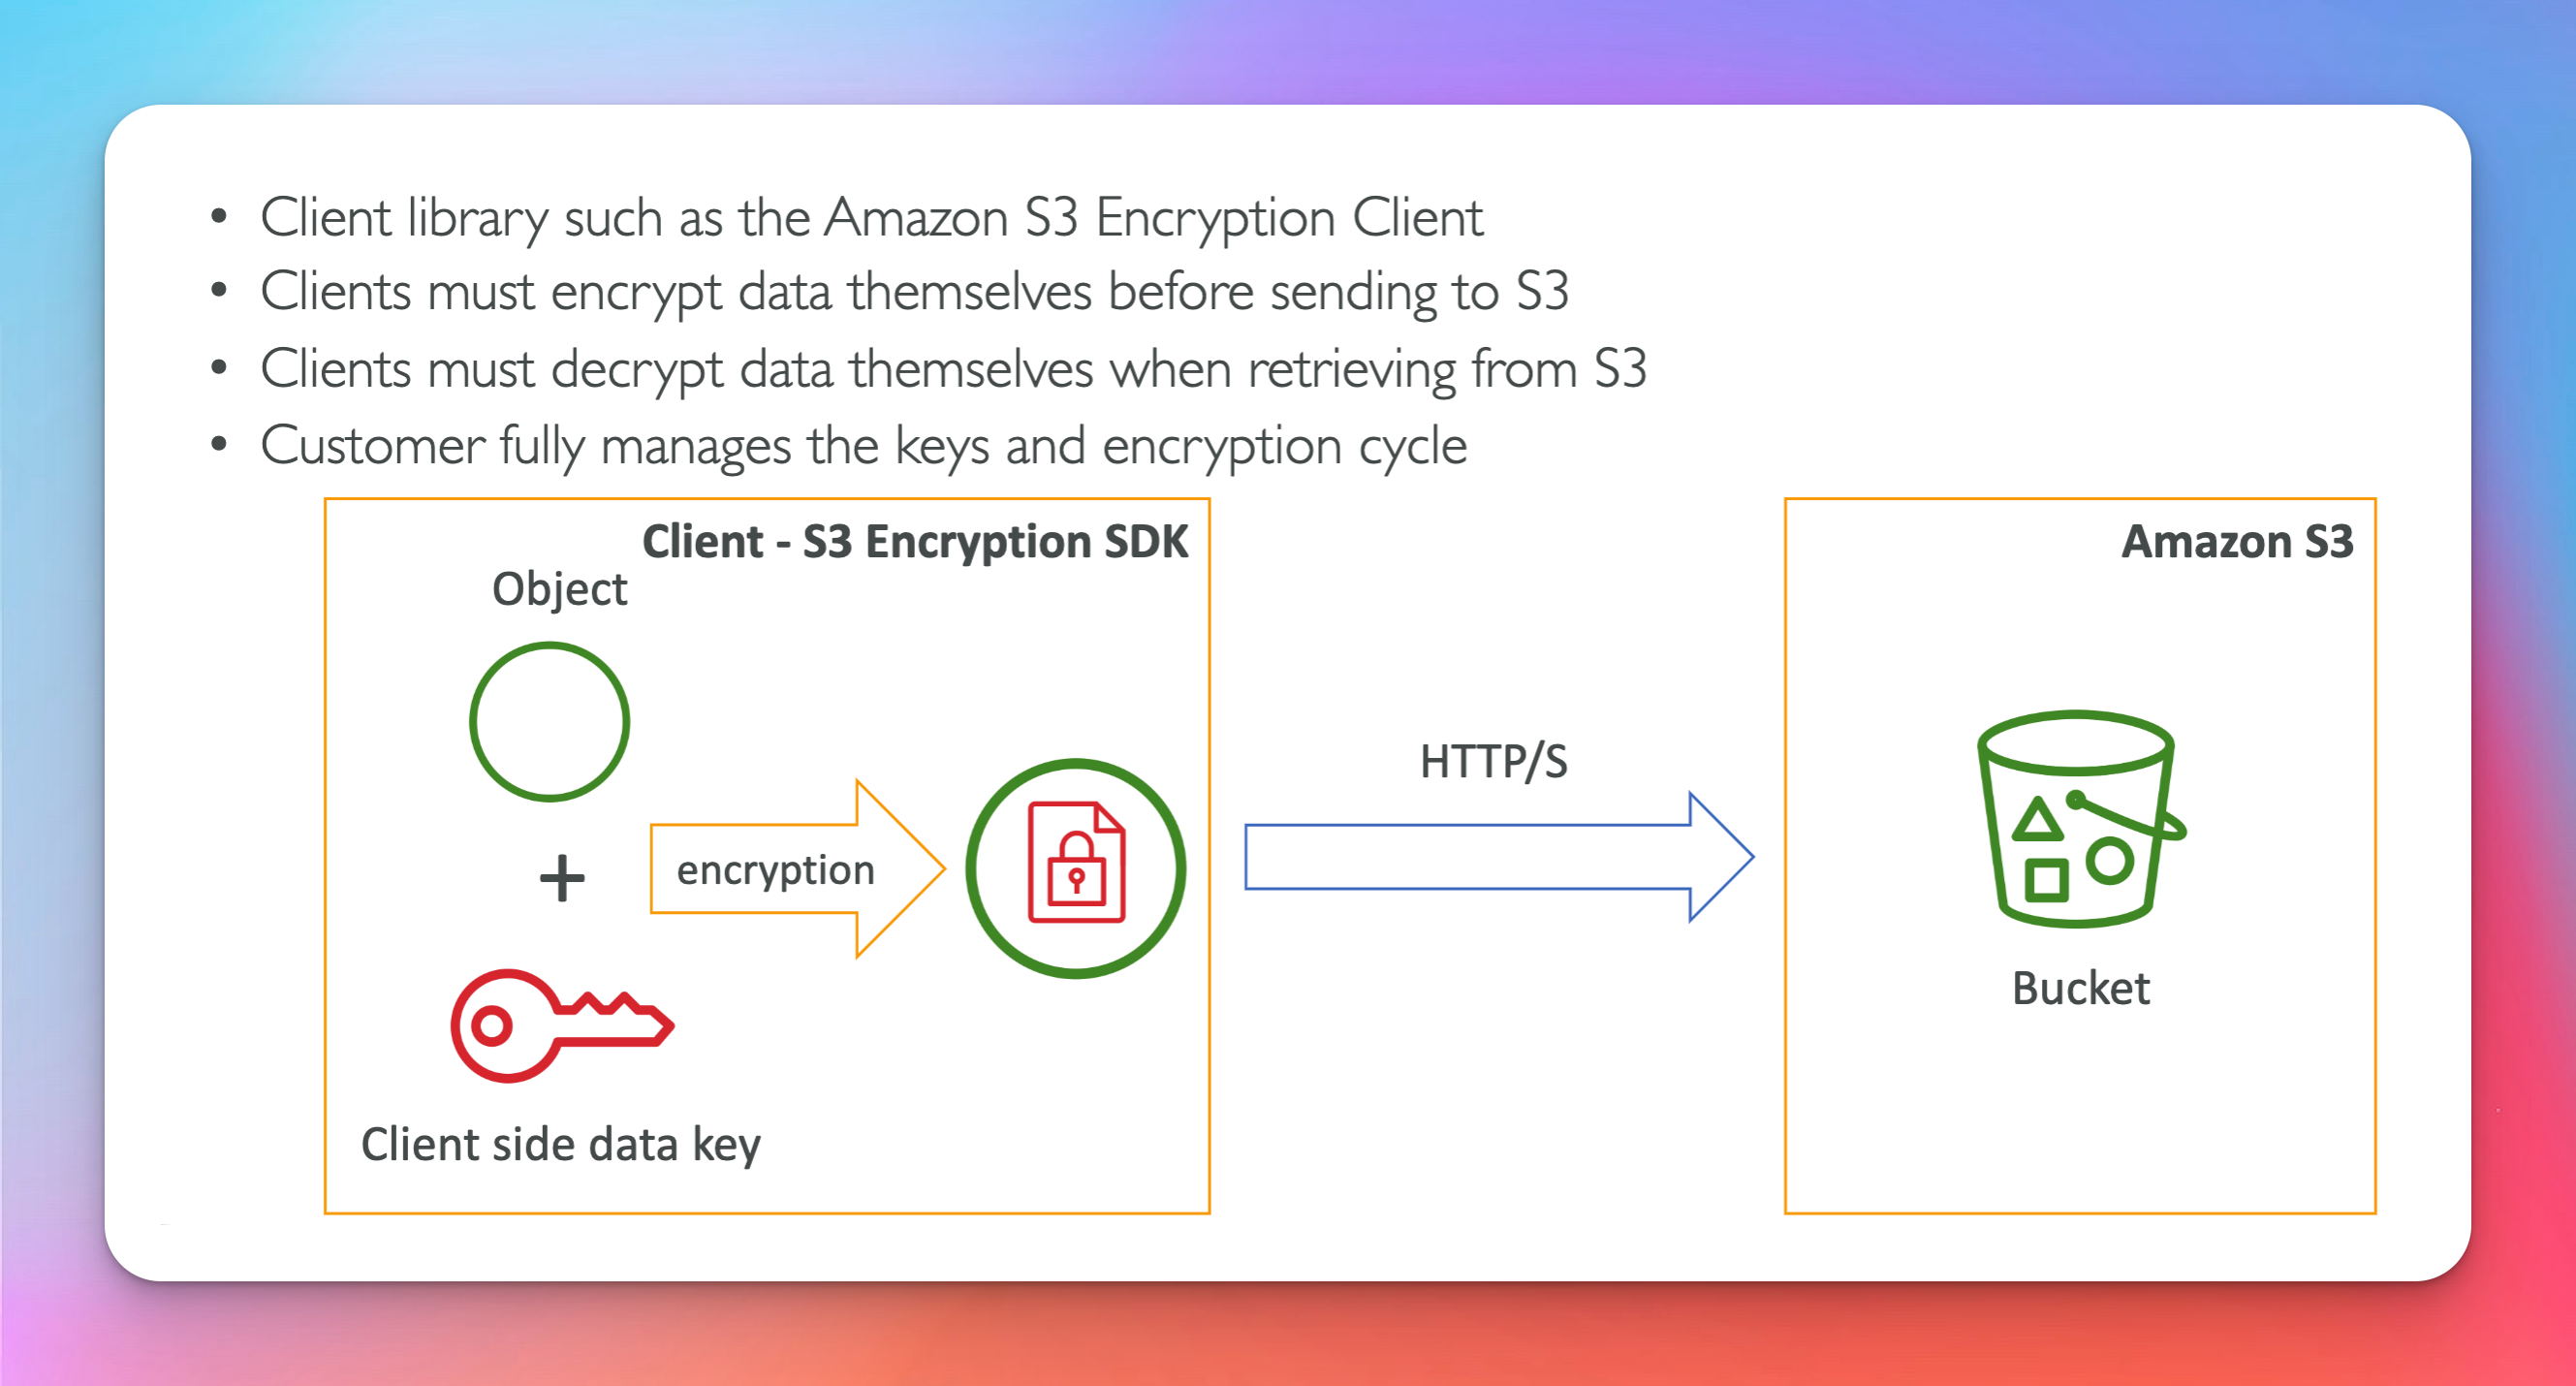 • Client library such as the Amazon S3 Encryption Client
• Clients must encrypt data themselves before sending to S3
• Clients must decrypt data themselves when retrieving from S3
• Customer fully manages the keys and encryption cycle
Client - S3 Encryption SDK
Object
+
encryption
Client side data key
HTTP/S
Amazon S3
Bucket